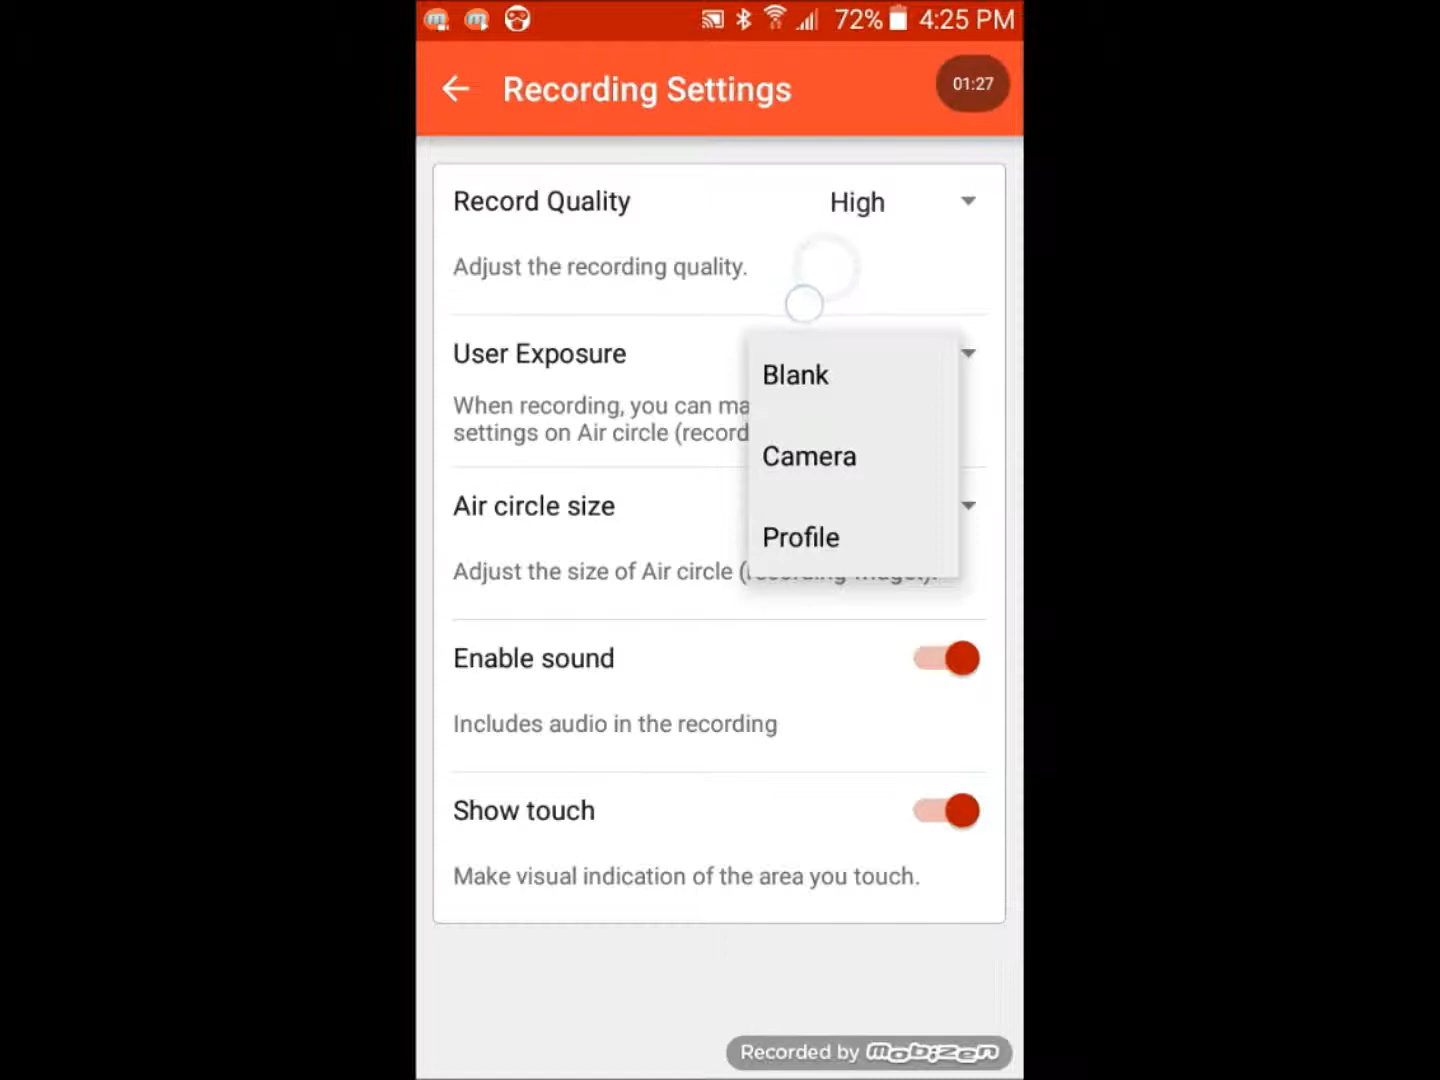 72% 4:25 PM
Recording Settings
01:27
Record Quality High
Adjust the recording quality.
User Exposure
Blank
When recording, you can ma
settings on Air circle (record
Camera
Air circle size
Profile
Adjust the size of Air circle (recording widget).
Enable sound
Includes audio in the recording
Show touch
Make visual indication of the area you touch.
Recorded by mobizen